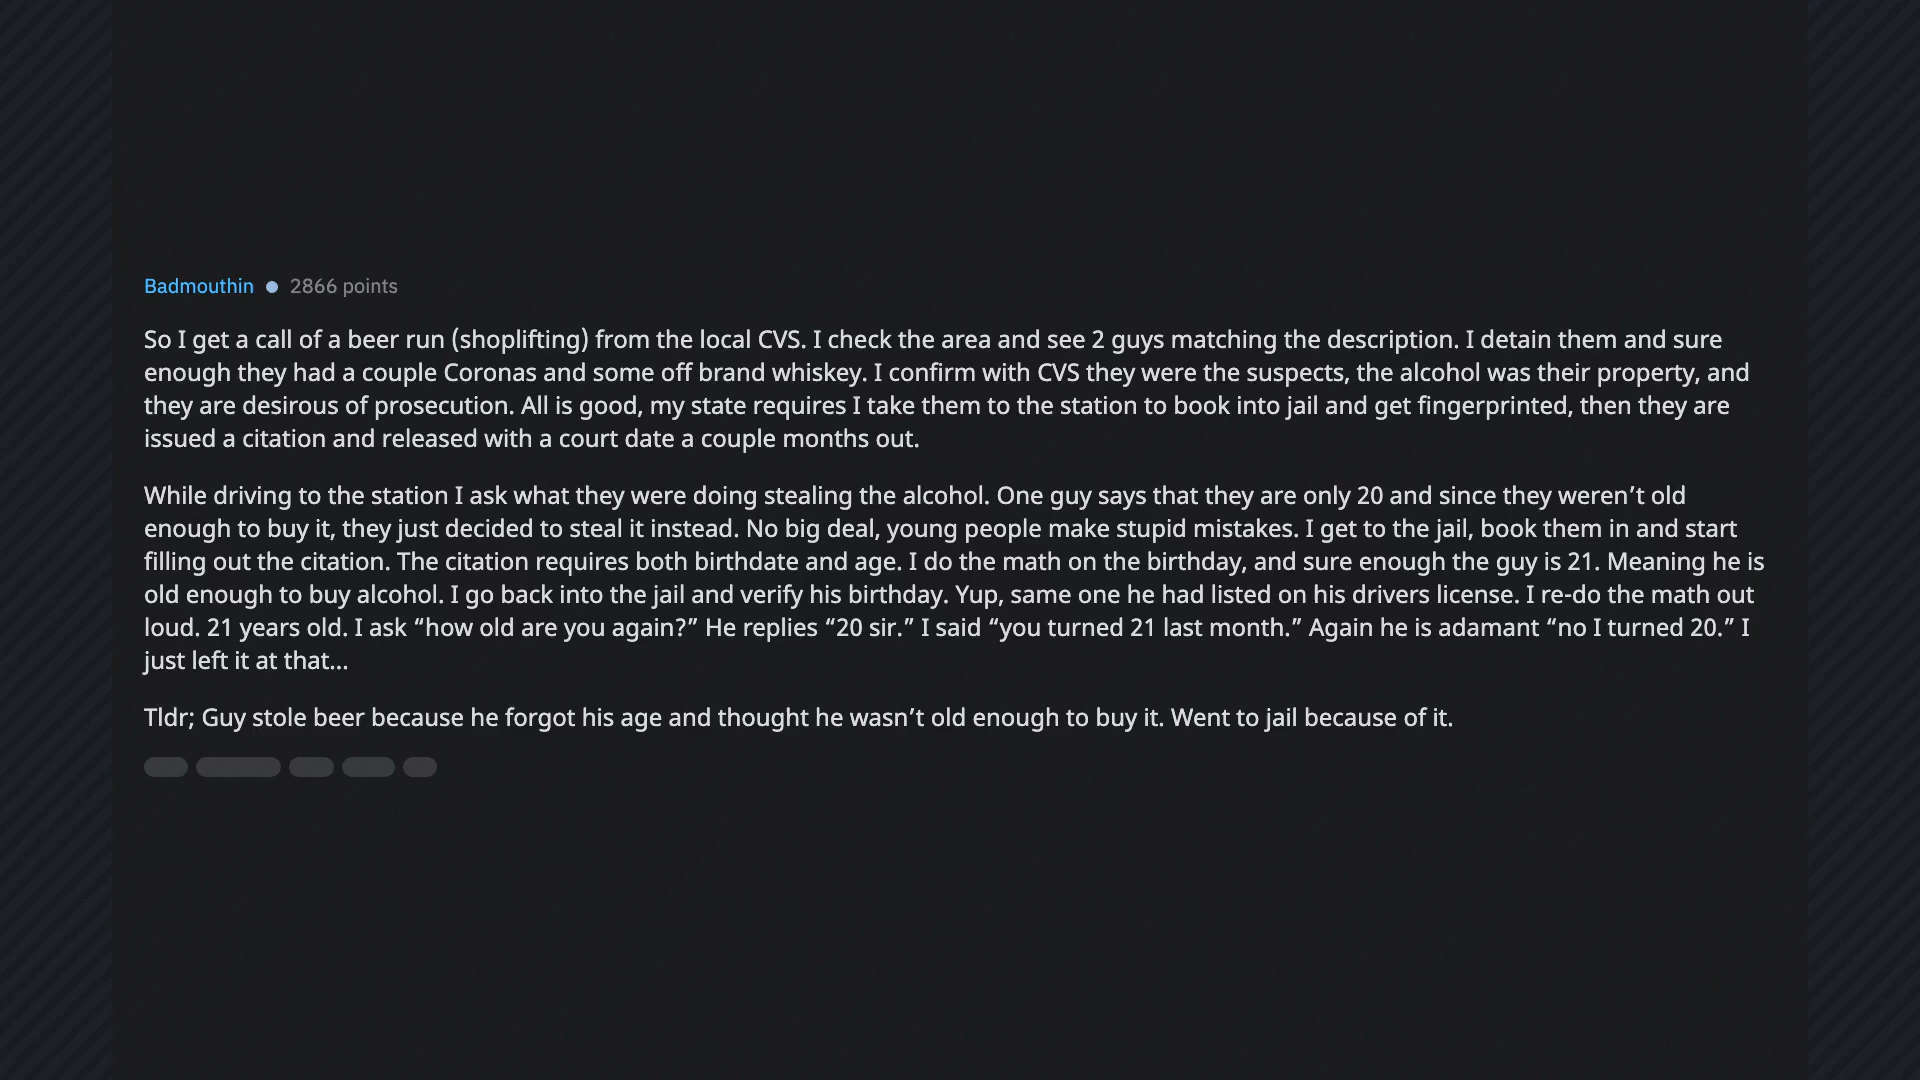 Badmouthin ● 2866 points
So I get a call of a beer run (shoplifting) from the local CVS. I check the area and see 2 guys matching the description. I detain them and sure
enough they had a couple Coronas and some off brand whiskey. I confirm with CVS they were the suspects, the alcohol was their property, and
they are desirous of prosecution. All is good, my state requires I take them to the station to book into jail and get fingerprinted, then they are
issued a citation and released with a court date a couple months out.
While driving to the station I ask what they were doing stealing the alcohol. One guy says that they are only 20 and since they weren’t old
enough to buy it, they just decided to steal it instead. No big deal, young people make stupid mistakes. I get to the jail, book them in and start
filling out the citation. The citation requires both birthdate and age. I do the math on the birthday, and sure enough the guy is 21. Meaning he is
old enough to buy alcohol. I go back into the jail and verify his birthday. Yup, same one he had listed on his drivers license. I re-do the math out
loud. 21 years old. I ask “how old are you again?” He replies “20 sir.” I said “you turned 21 last month.” Again he is adamant “no I turned 20.” I
just left it at that...
Tldr; Guy stole beer because he forgot his age and thought he wasn’t old enough to buy it. Went to jail because of it.